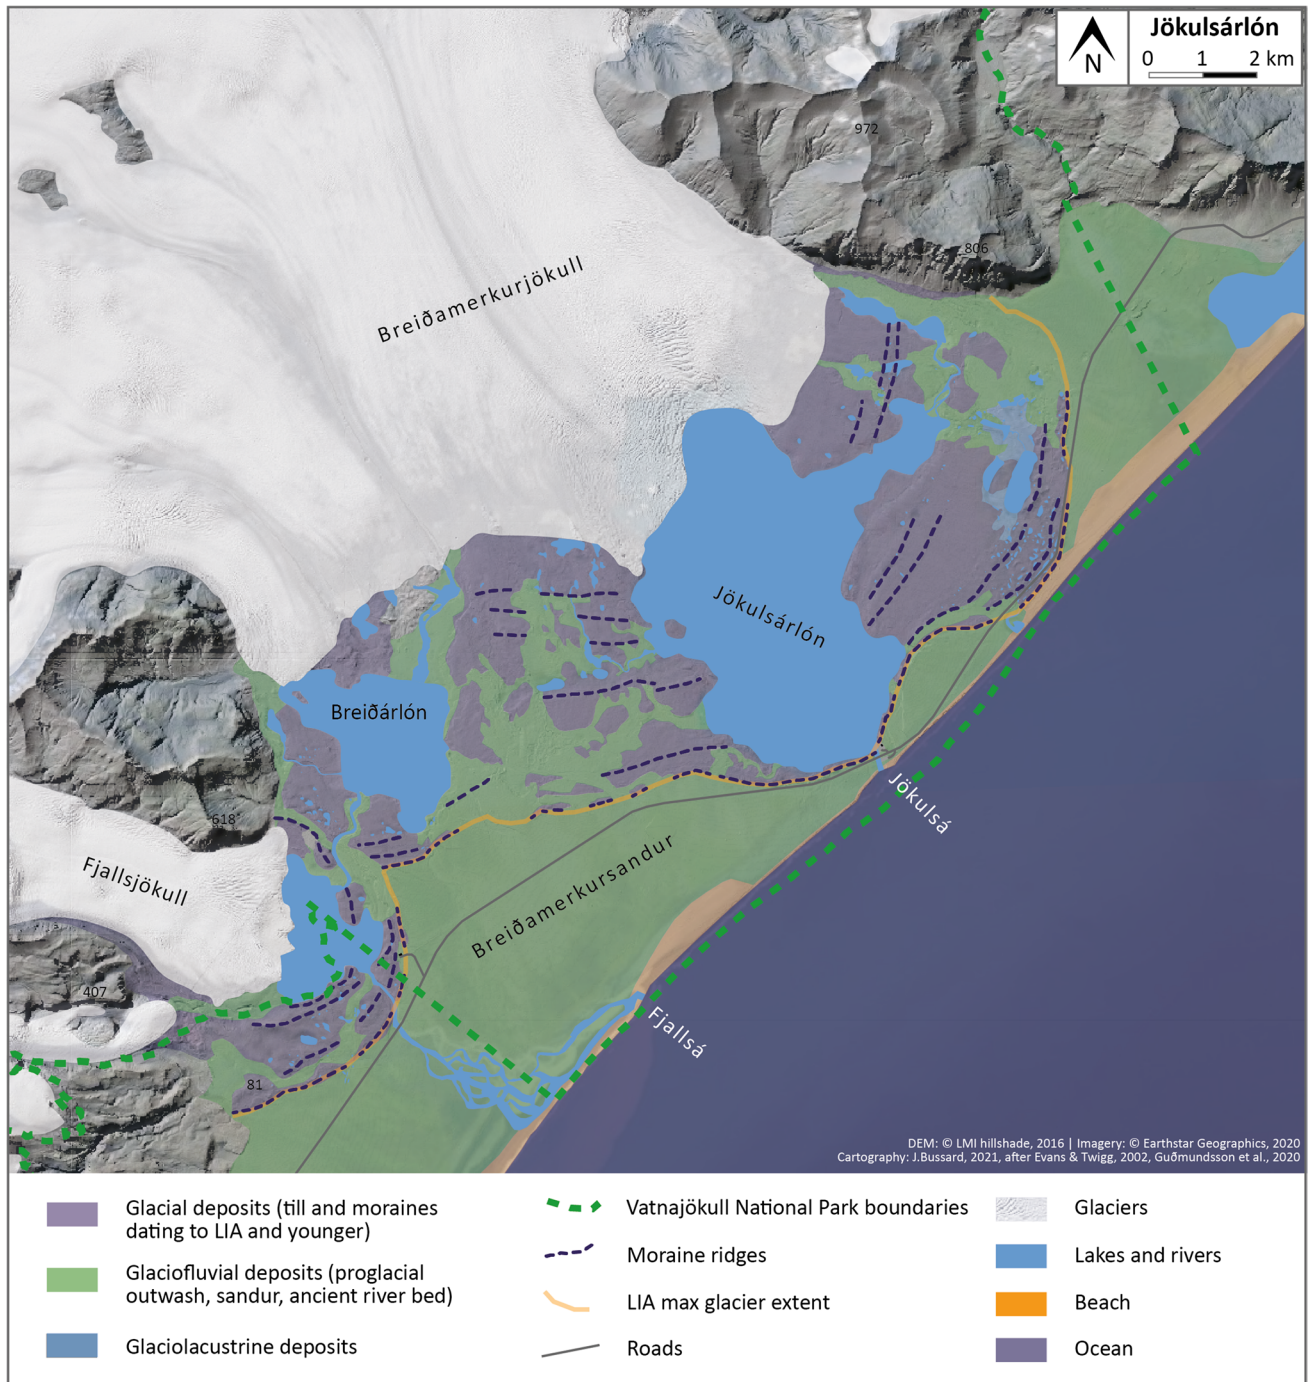 Jökulsárlón
N
0 1 2 km
972
806
Breiðamerkurjökull
Jökulsárlón
Breiðárlón
Jökulsá
618
Fjallsjökull
Breiðamerkursandur
407
Fjallsá
81
DEM: © LMI hillshade, 2016 | Imagery: © Earthstar Geographics, 2020
Cartography: J.Bussard, 2021, after Evans & Twigg, 2002, Guðmundsson et al., 2020
Glacial deposits (till and moraines
dating to LIA and younger)
Glaciofluvial deposits (proglacial
outwash, sandur, ancient river bed)
Glaciolacustrine deposits
Vatnajökull National Park boundaries
Moraine ridges
LIA max glacier extent
Roads
Glaciers
Lakes and rivers
Beach
Ocean